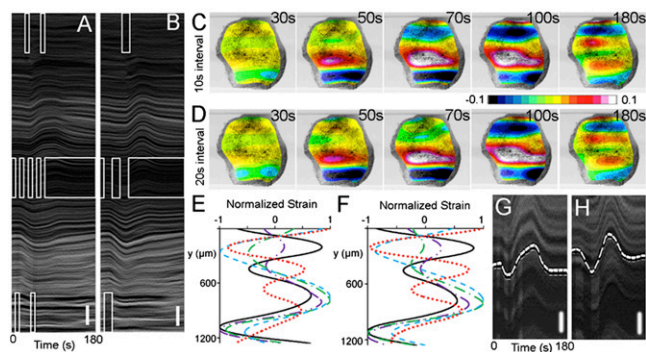 A B C D E F G H
30s 50s 70s 100s 180s
10s interval
-0.1 0.1
30s 50s 70s 100s 180s
20s interval
Normalized Strain Normalized Strain
-1 0 1 -1 0 1
y (µm) y (µm)
600 600
1200 1200
0 Time (s) 180 0 Time (s) 180